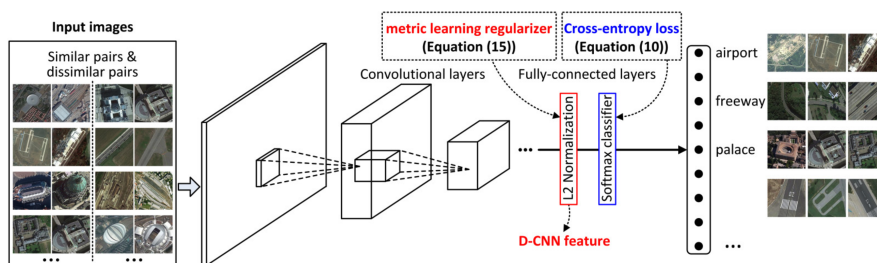 Input images
Similar pairs &
dissimilar pairs
...
...
metric learning regularizer
(Equation (15))
Cross-entropy loss
(Equation (10))
Convolutional layers
Fully-connected layers
...
L2 Normalization
Softmax classifier
D-CNN feature
airport
freeway
palace
...